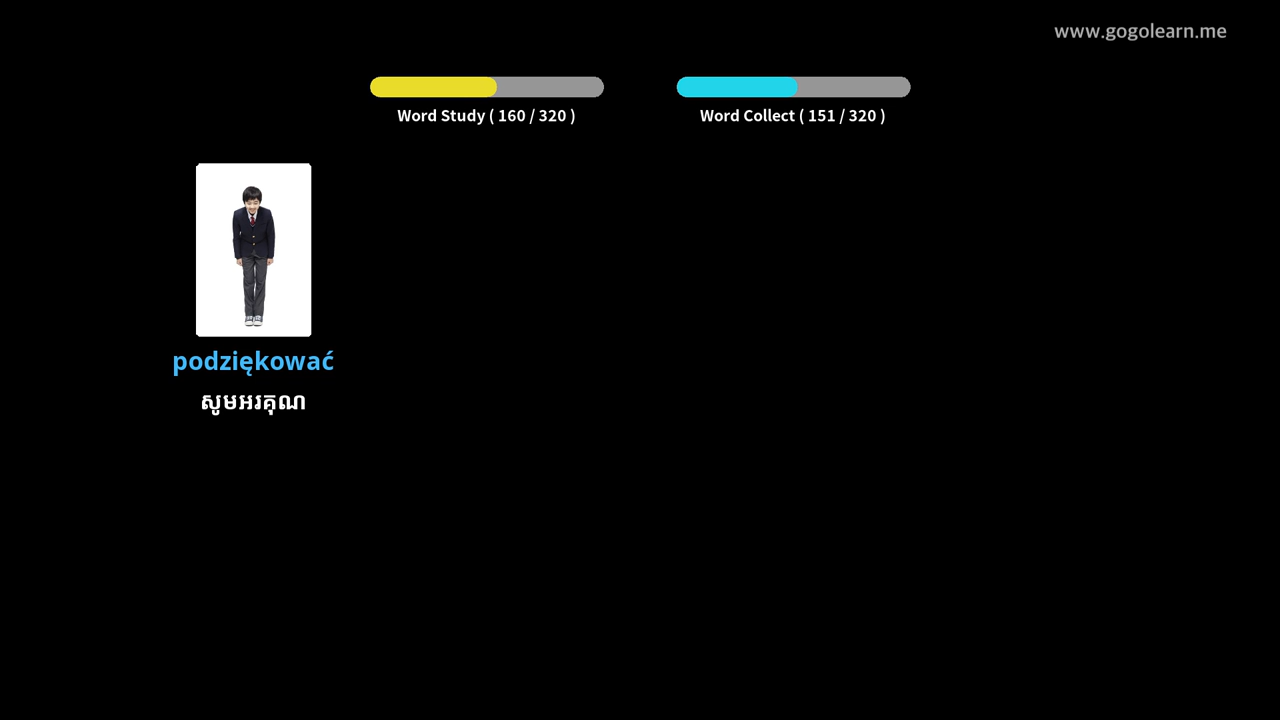 www.gogolearn.me
Word Study ( 160 / 320 )
Word Collect ( 151 / 320 )
podziękować
សូមអរគុណ